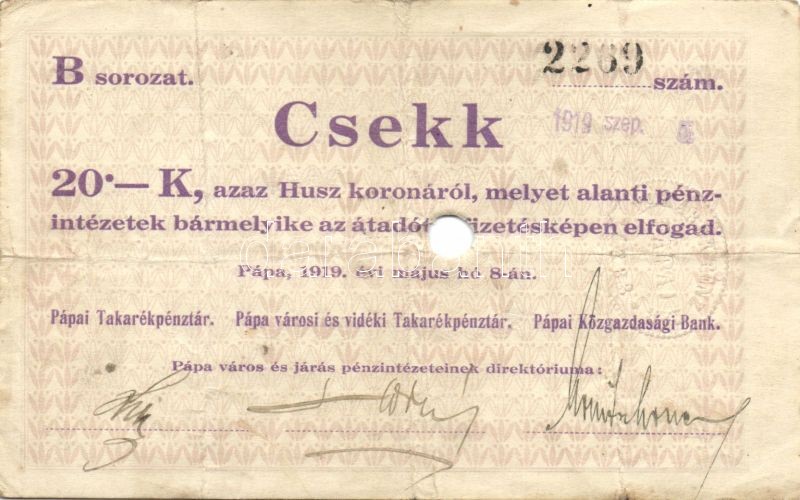 B sorozat. 2269 szám.
1919 szep. 5
Csekk
20·— K, azaz Husz koronáról, melyet alanti pénz-
intézetek bármelyike az átadótól fizetésképen elfogad.
Pápa, 1919. évi május hó 8-án.
Pápai Takarékpénztár. Pápa városi és vidéki Takarékpénztár. Pápai Közgazdasági Bank.
Pápa város és járás pénzintézeteinek direktóriuma: